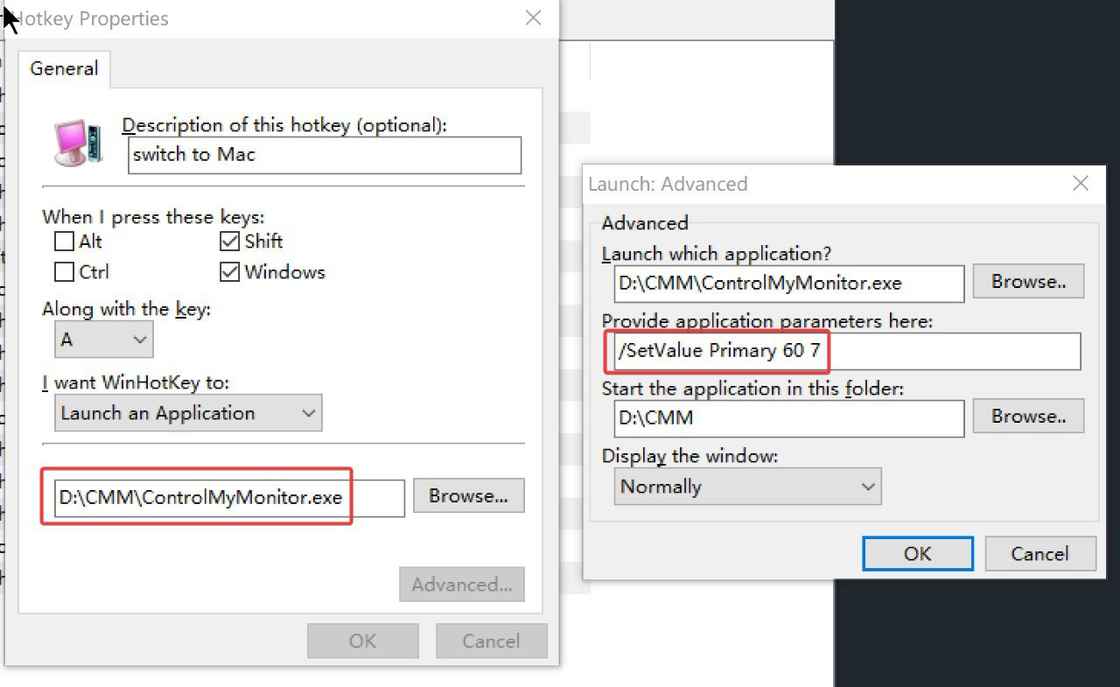 Hotkey Properties
General
Description of this hotkey (optional):
switch to Mac
When I press these keys:
Alt
Shift
Ctrl
Windows
Along with the key:
A
I want WinHotKey to:
Launch an Application
D:\CMM\ControlMyMonitor.exe
Browse...
Advanced...
OK
Cancel
Launch: Advanced
Advanced
Launch which application?
D:\CMM\ControlMyMonitor.exe
Browse..
Provide application parameters here:
/SetValue Primary 60 7
Start the application in this folder:
D:\CMM
Browse..
Display the window:
Normally
OK
Cancel